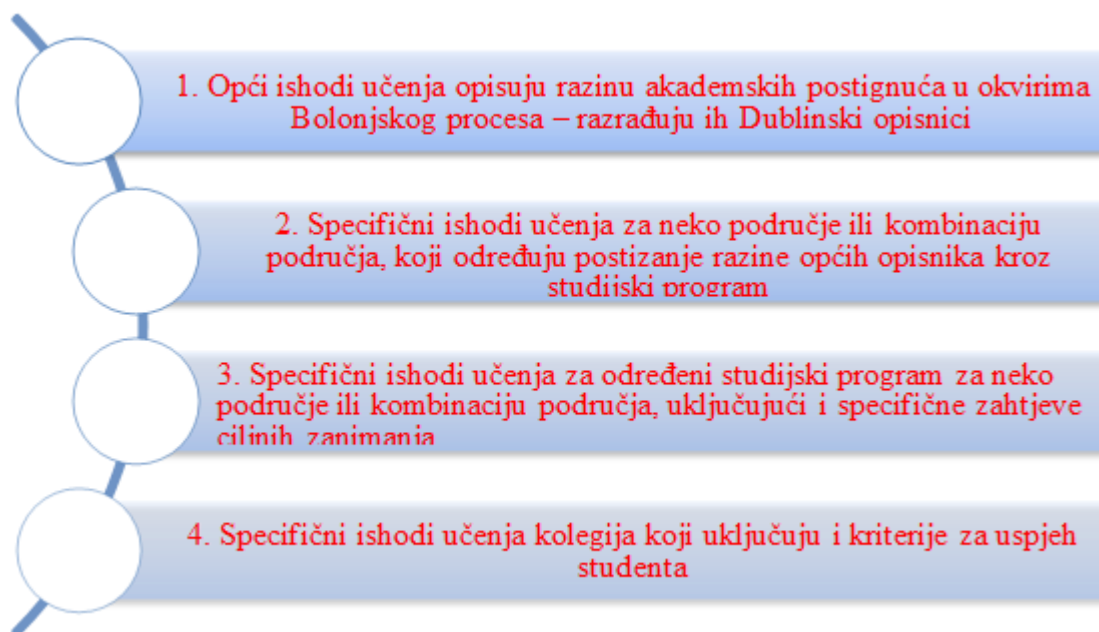 1. Opći ishodi učenja opisuju razinu akademskih postignuća u okvirima
Bolonjskog procesa – razrađuju ih Dublinski opisnici
2. Specifični ishodi učenja za neko područje ili kombinaciju
područja, koji određuju postizanje razine općih opisnika kroz
studijski program
3. Specifični ishodi učenja za određeni studijski program za neko
područje ili kombinaciju područja, uključujući i specifične zahtjeve
ciljnih zanimanja
4. Specifični ishodi učenja kolegija koji uključuju i kriterije za uspjeh
studenta